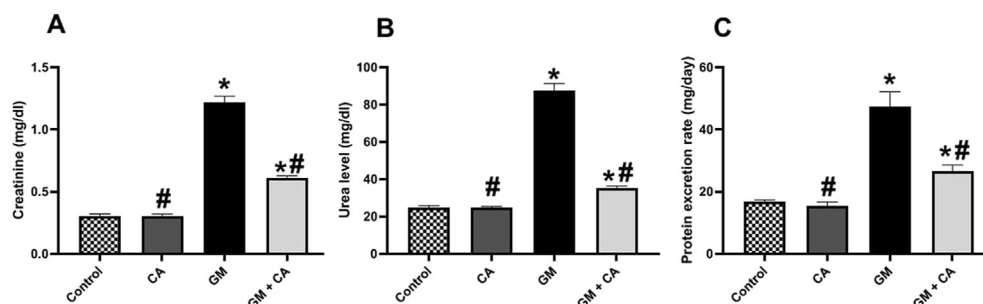 A
Creatinine (mg/dl)
1.5
1.0
0.5
0.0
*
#
*#
Control
CA
GM
GM + CA
B
Urea level (mg/dl)
100
80
60
40
20
0
*
#
*#
Control
CA
GM
GM + CA
C
Protein excretion rate (mg/day)
60
40
20
0
*
#
*#
Control
CA
GM
GM + CA